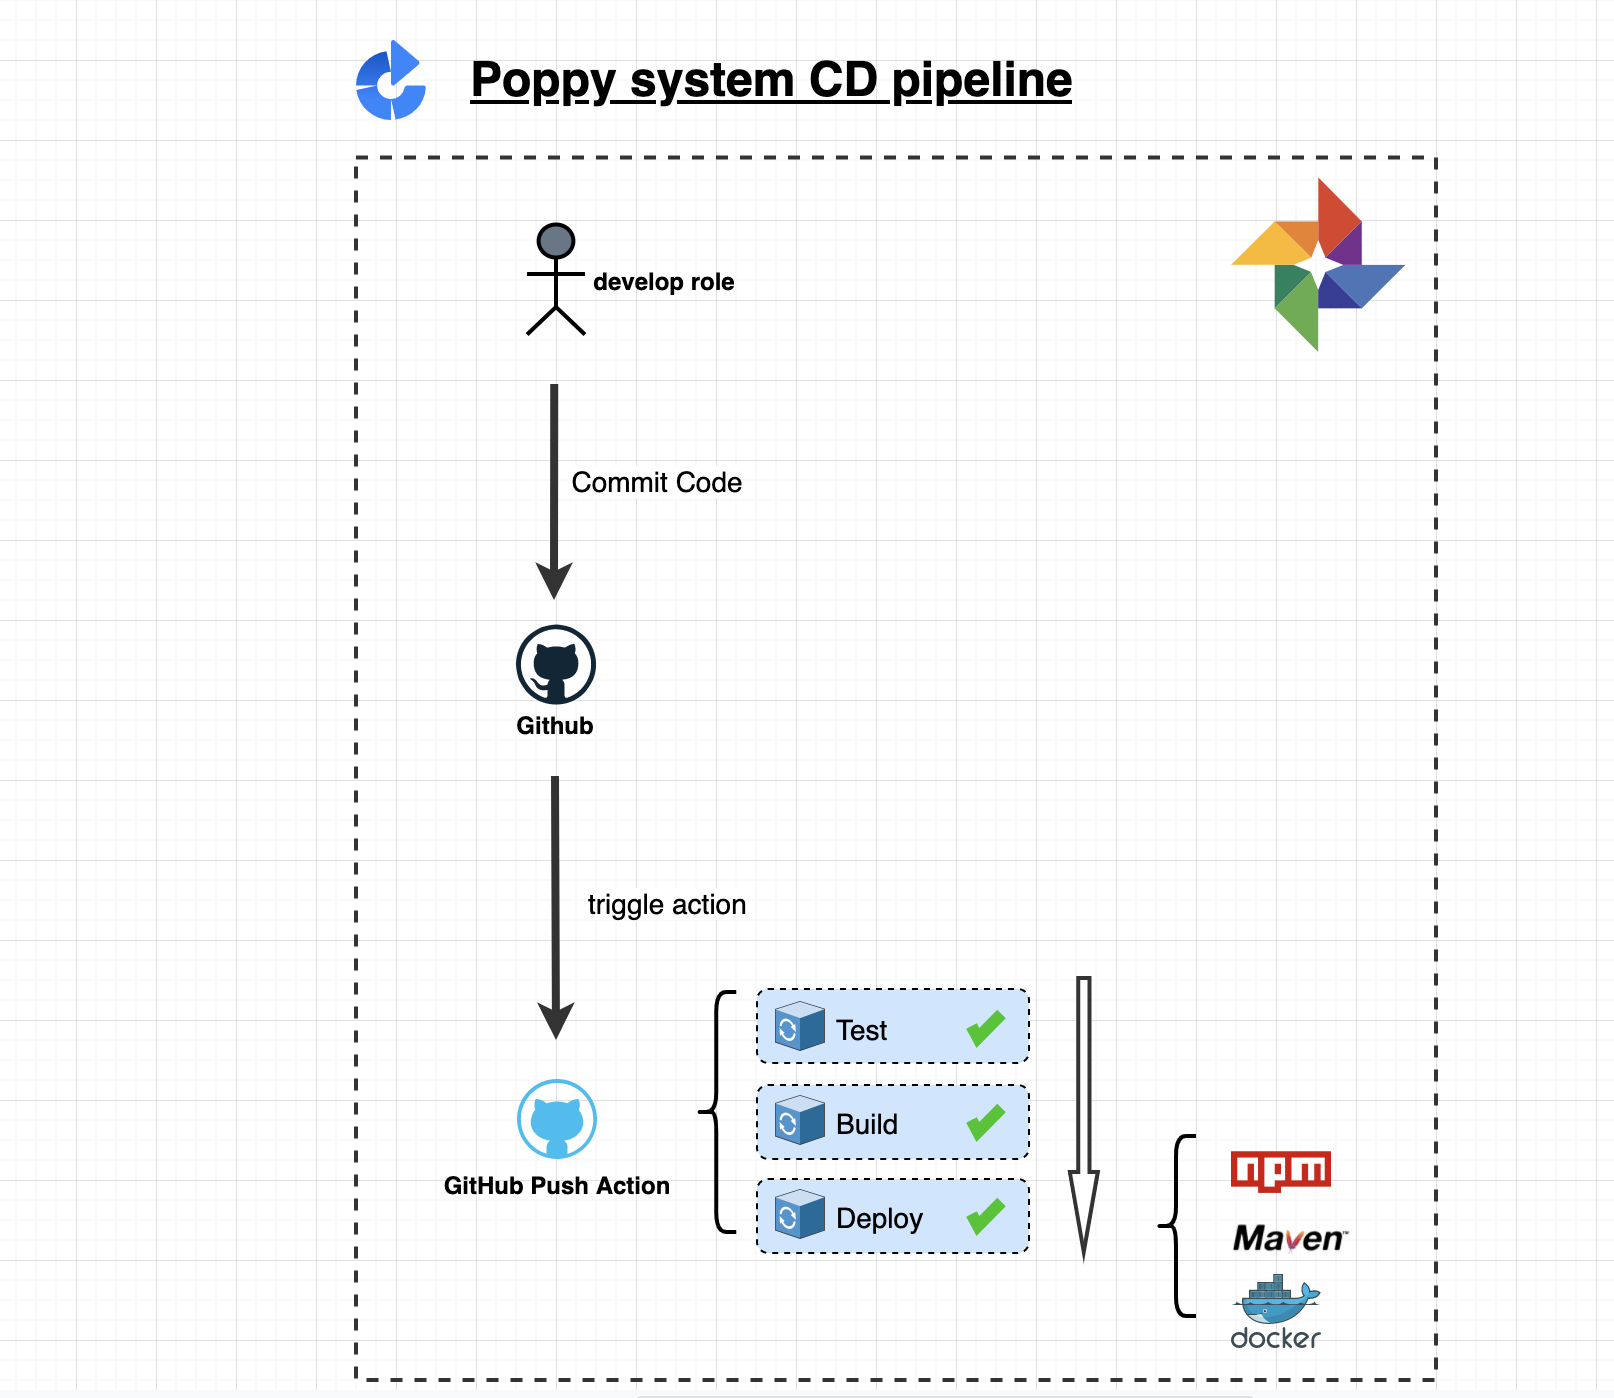 Poppy system CD pipeline
develop role
Commit Code
Github
triggle action
Test
Build
Deploy
GitHub Push Action
npm
Maven™
docker